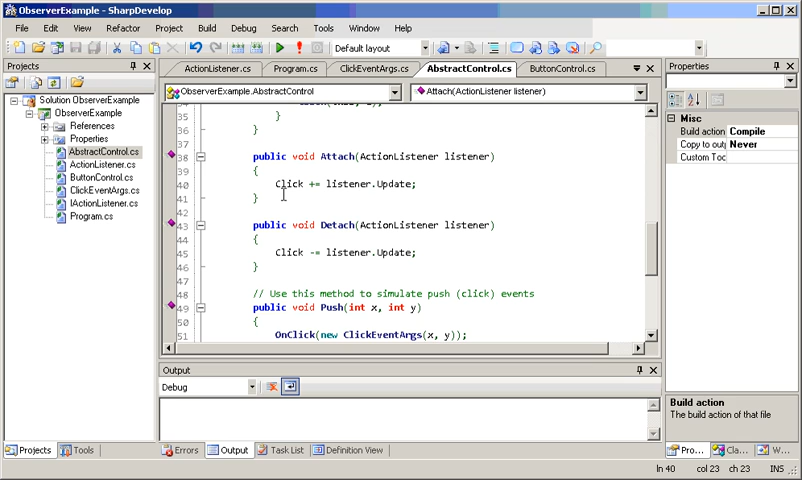 ObserverExample - SharpDevelop
File Edit View Refactor Project Build Debug Search Tools Window Help
Default layout
Projects
Solution ObserverExample
ObserverExample
References
Properties
AbstractControl.cs
ActionListener.cs
ButtonControl.cs
ClickEventArgs.cs
IActionListener.cs
Program.cs
ActionListener.cs Program.cs ClickEventArgs.cs AbstractControl.cs ButtonControl.cs
ObserverExample.AbstractControl Attach(ActionListener listener)
35 }
36 }
37
38 public void Attach(ActionListener listener)
39 {
40 Click += listener.Update;
41 }
42
43 public void Detach(ActionListener listener)
44 {
45 Click -= listener.Update;
46 }
47
48 // Use this method to simulate push (click) events
49 public void Push(int x, int y)
50 {
51 OnClick(new ClickEventArgs(x, y));
Output
Debug
Properties
Misc
Build action Compile
Copy to outp Never
Custom Toc
Build action
The build action of that file
Projects Tools
Errors Output Task List Definition View
Pro... Cla... W...
Ready
ln 40 col 23 ch 23 INS